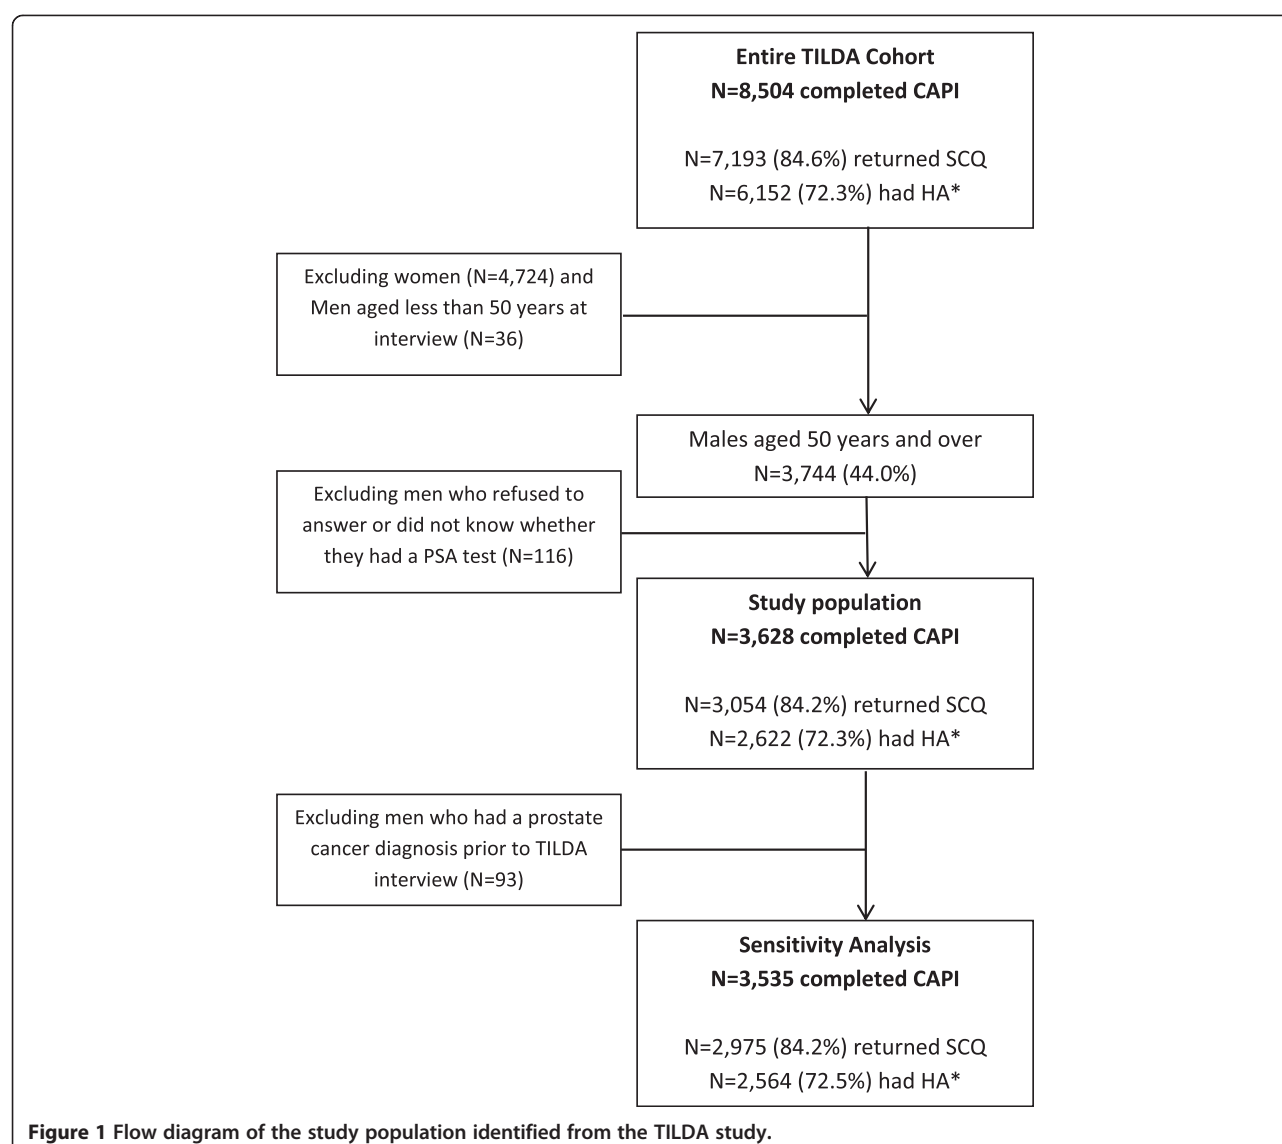 Entire TILDA Cohort
N=8,504 completed CAPI
N=7,193 (84.6%) returned SCQ
N=6,152 (72.3%) had HA*
Excluding women (N=4,724) and
Men aged less than 50 years at
interview (N=36)
Males aged 50 years and over
N=3,744 (44.0%)
Excluding men who refused to
answer or did not know whether
they had a PSA test (N=116)
Study population
N=3,628 completed CAPI
N=3,054 (84.2%) returned SCQ
N=2,622 (72.3%) had HA*
Excluding men who had a prostate
cancer diagnosis prior to TILDA
interview (N=93)
Sensitivity Analysis
N=3,535 completed CAPI
N=2,975 (84.2%) returned SCQ
N=2,564 (72.5%) had HA*
Figure 1 Flow diagram of the study population identified from the TILDA study.